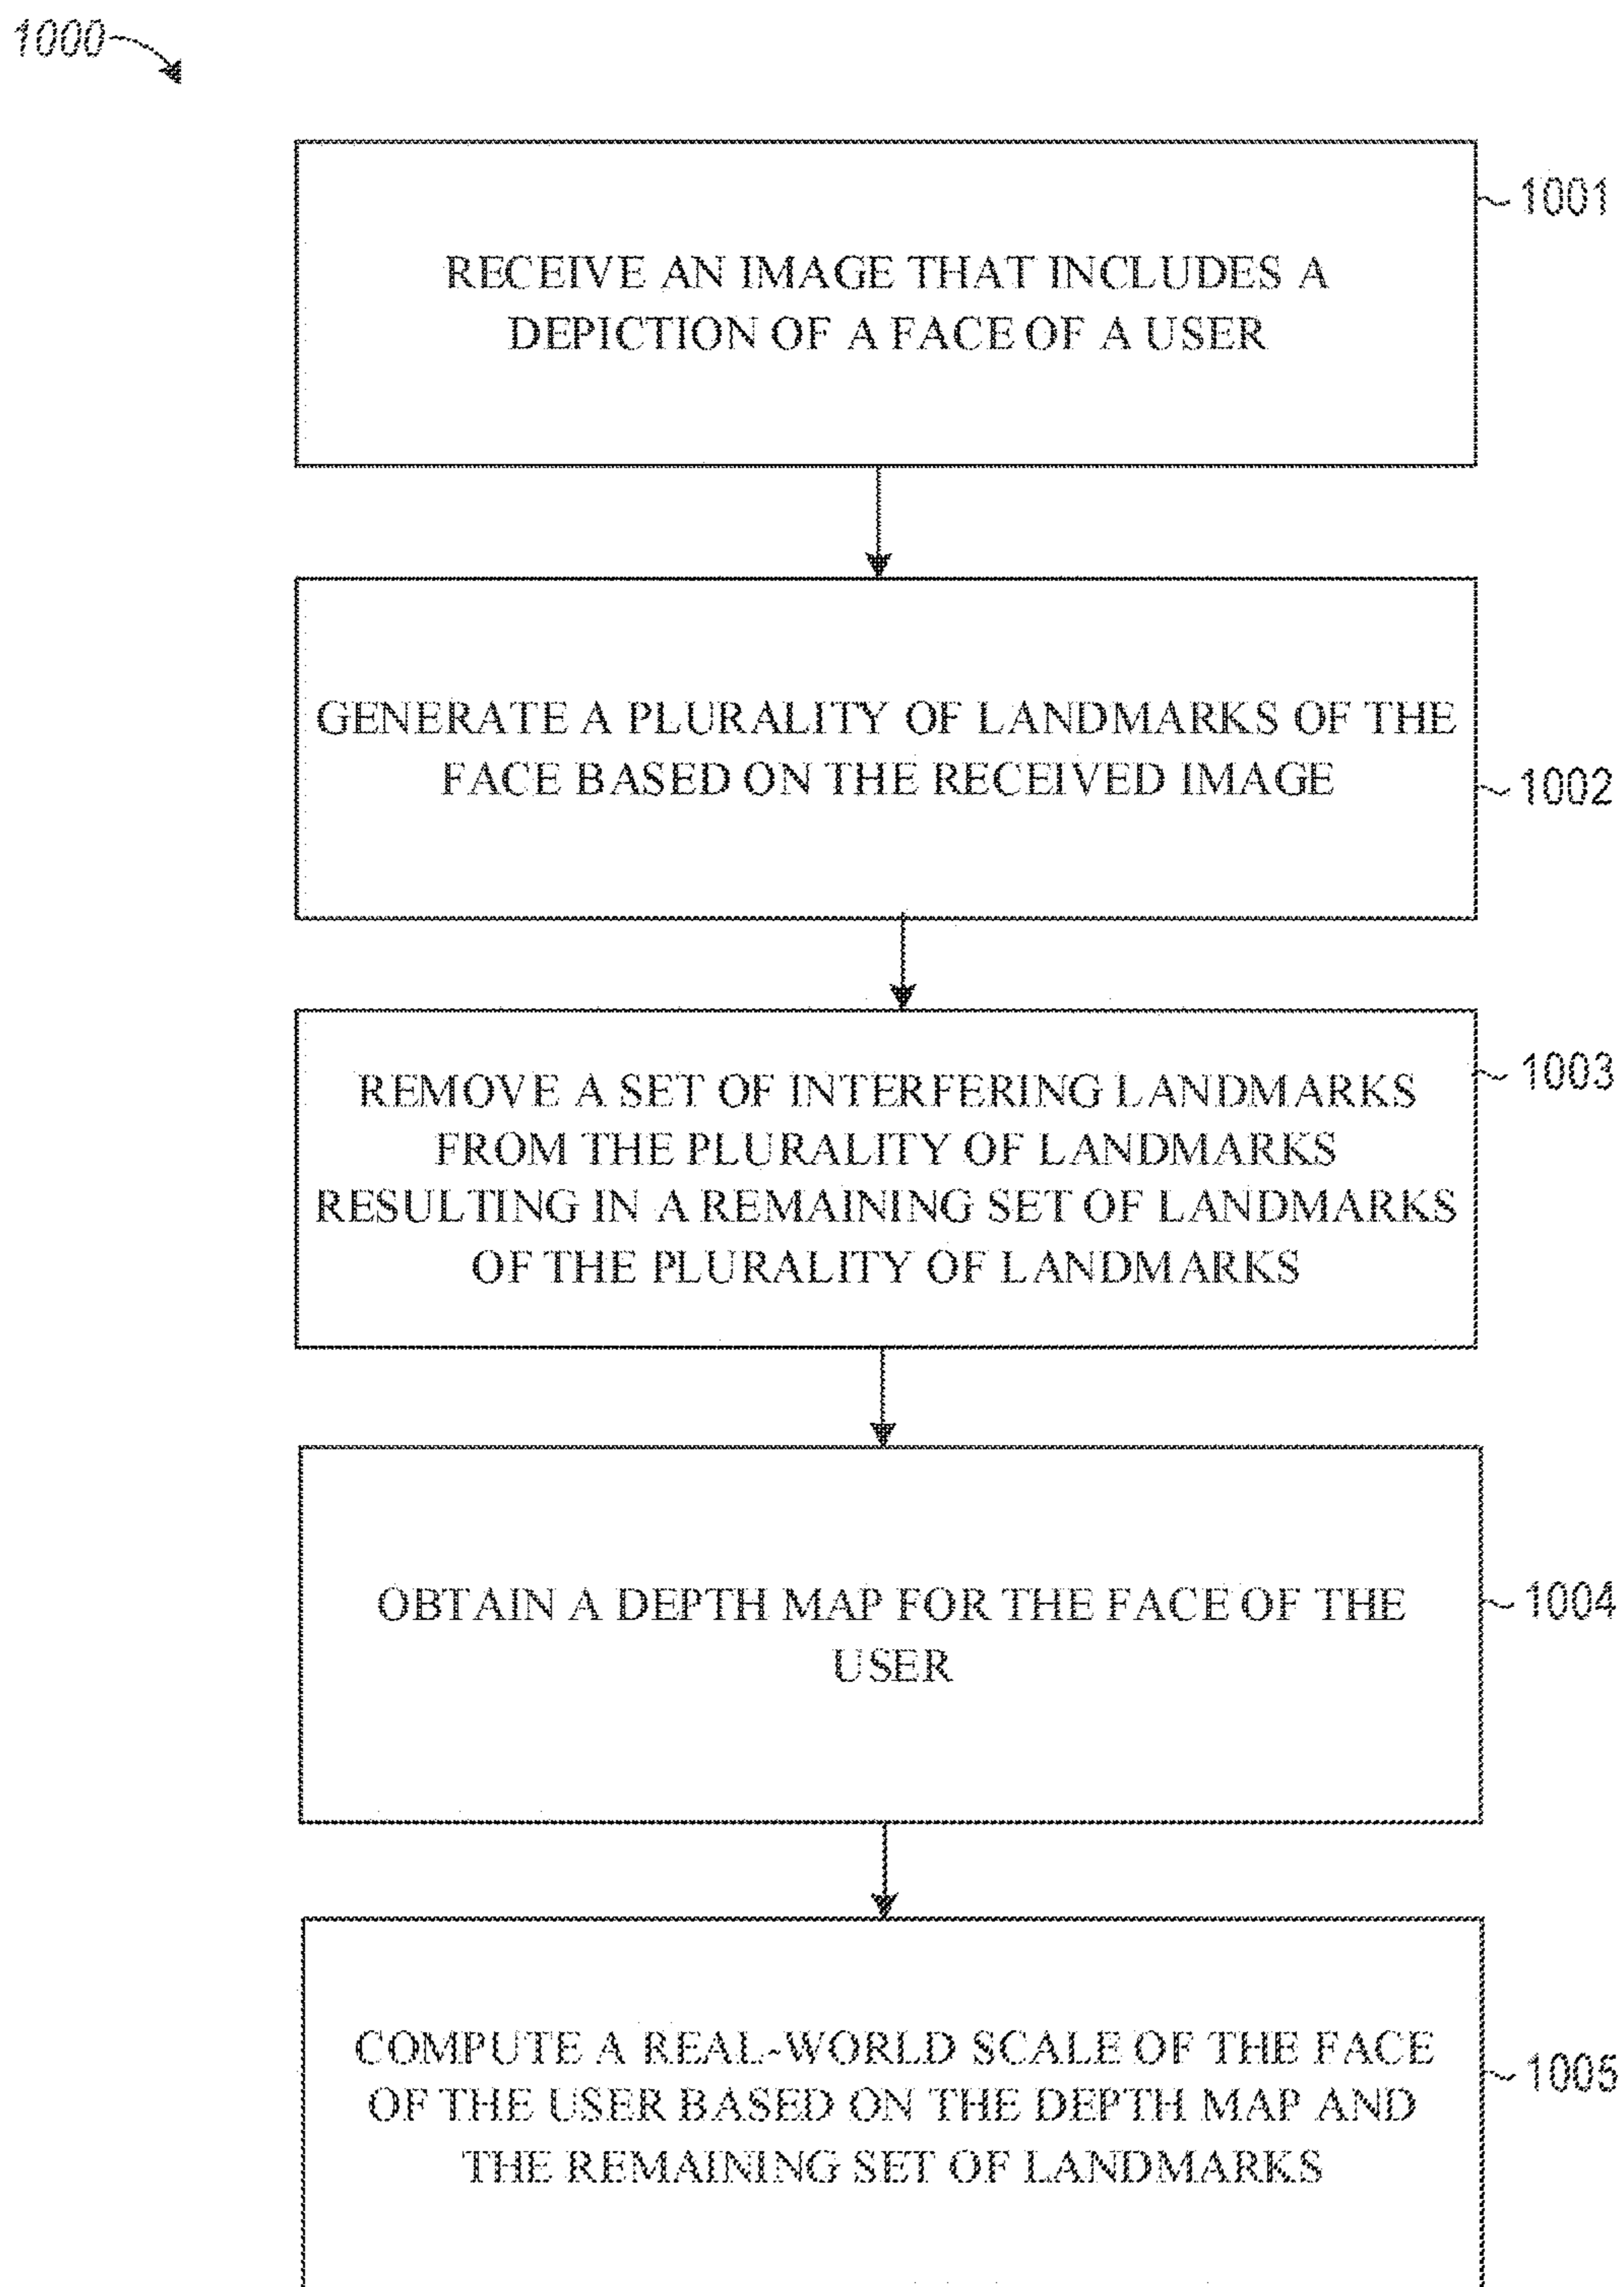 1000
1001
RECEIVE AN IMAGE THAT INCLUDES A
DEPICTION OF A FACE OF A USER
GENERATE A PLURALITY OF LANDMARKS OF THE
FACE BASED ON THE RECEIVED IMAGE
1002
1003
REMOVE A SET OF INTERFERING LANDMARKS
FROM THE PLURALITY OF LANDMARKS
RESULTING IN A REMAINING SET OF LANDMARKS
OF THE PLURALITY OF LANDMARKS
OBTAIN A DEPTH MAP FOR THE FACE OF THE
USER
1004
COMPUTE A REAL-WORLD SCALE OF THE FACE
OF THE USER BASED ON THE DEPTH MAP AND
THE REMAINING SET OF LANDMARKS
1005